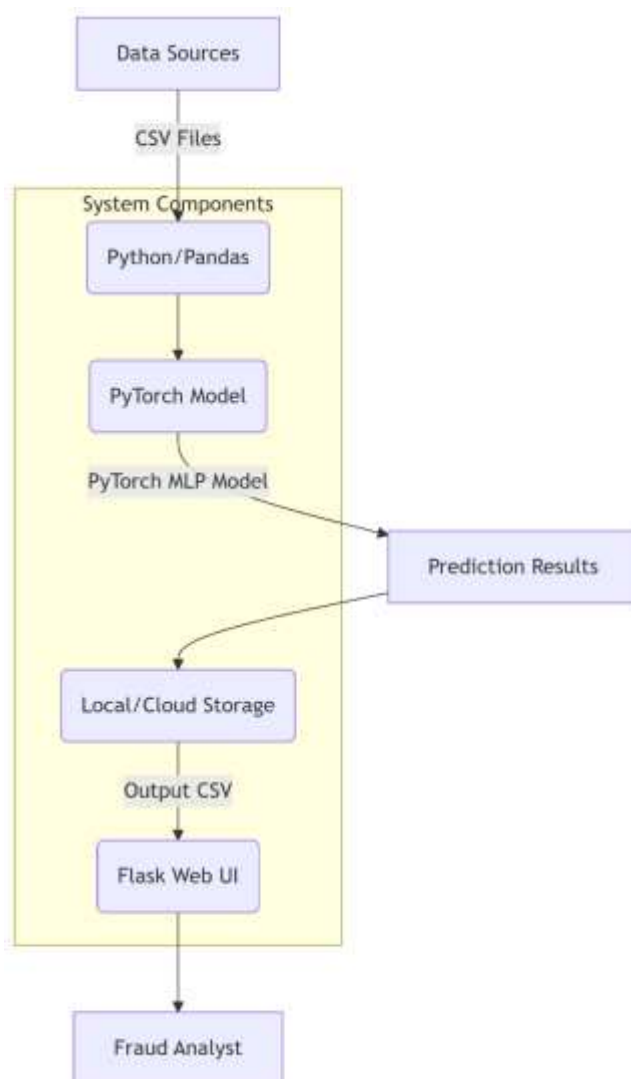 Data Sources
CSV Files
System Components
Python/Pandas
PyTorch Model
PyTorch MLP Model
Prediction Results
Local/Cloud Storage
Output CSV
Flask Web UI
Fraud Analyst